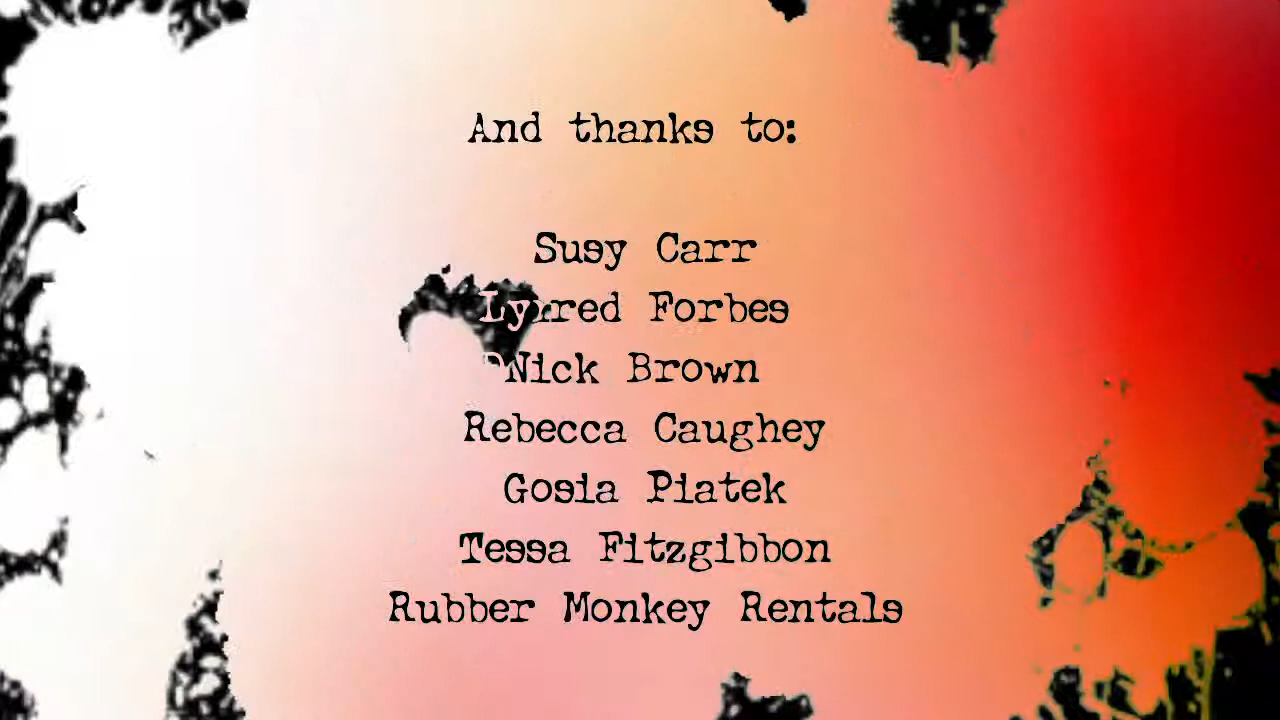 And thanks to:
Susy Carr
Forbes
Nick Brown
Rebecca Caughey
Gosia Piatek
Tessa Fitzgibbon
Rubber Monkey Rentals